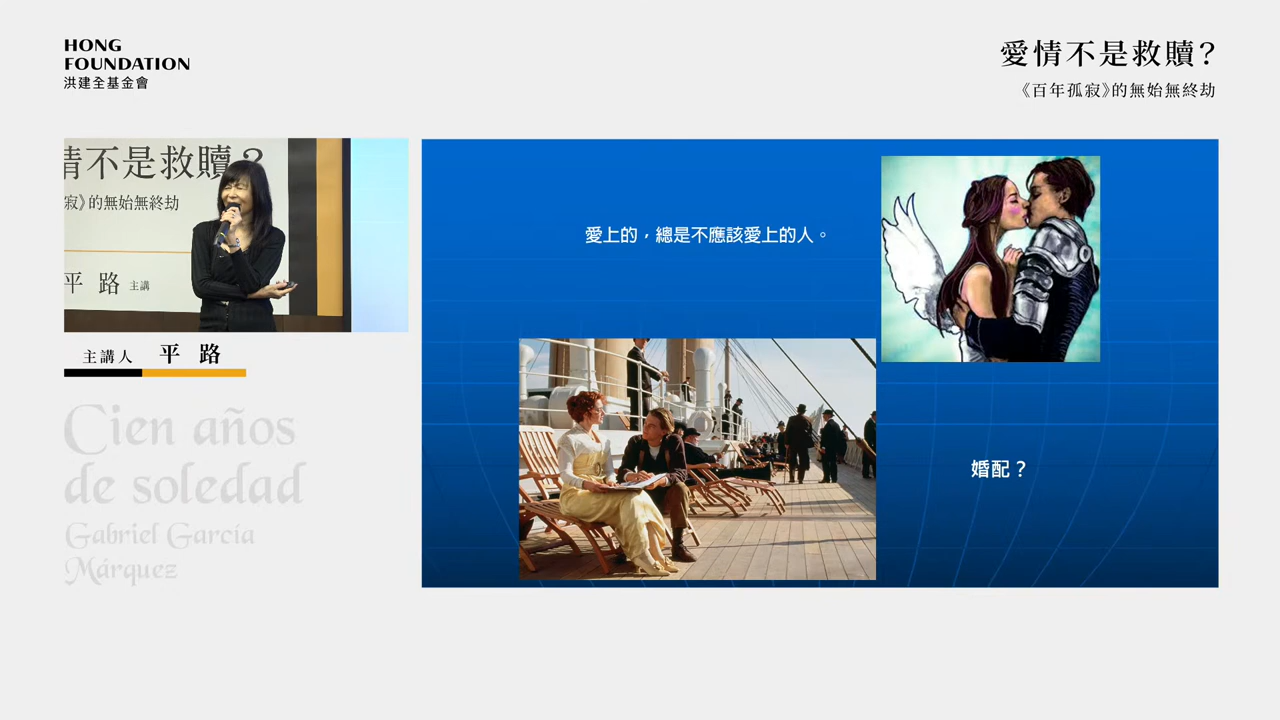 HONG
FOUNDATION
洪建全基金會
愛情不是救贖？
《百年孤寂》的無始無終劫
情不是救贖？
寂》的無始無終劫
平 路 主講
主講人 平 路
Cien años
de soledad
Gabriel García
Márquez
愛上的，總是不應該愛上的人。
婚配？